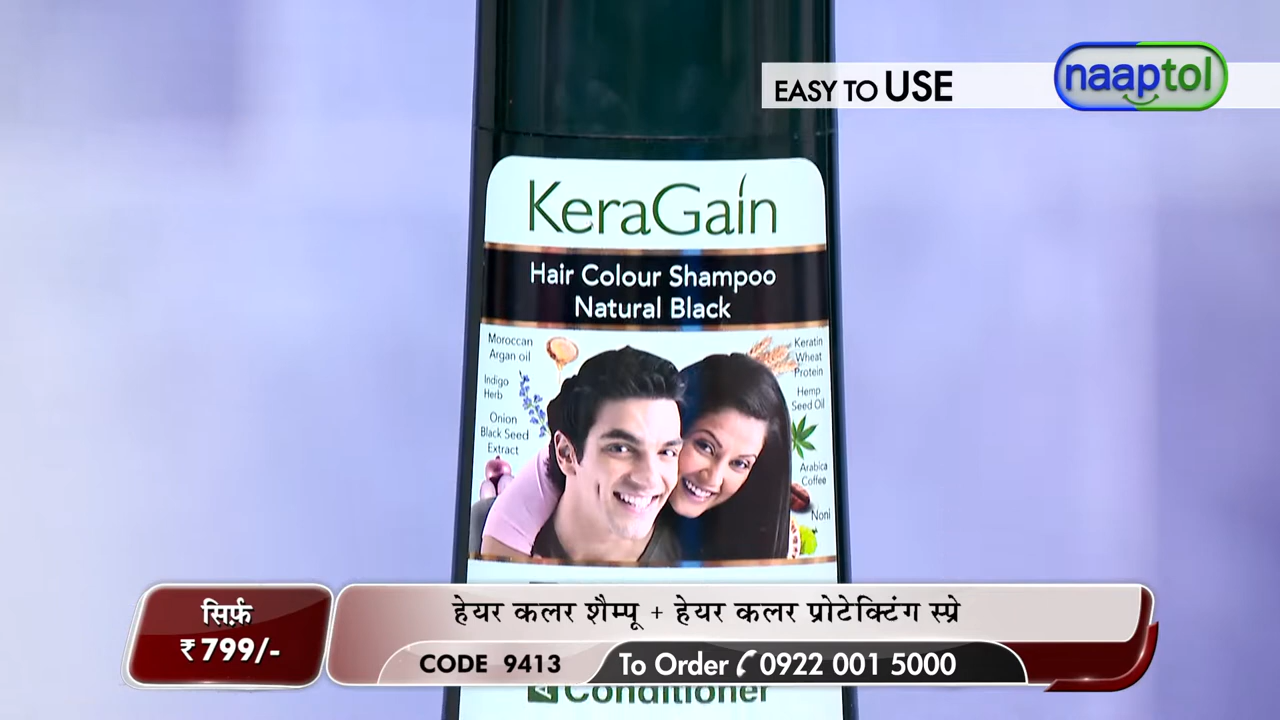 EASY TO USE
naaptol
KeraGain
Hair Colour Shampoo
Natural Black
Moroccan
Argan oil
Indigo
Herb
Onion
Black Seed
Extract
Keratin
Wheat
Protein
Hemp
Seed Oil
Arabica
Coffee
Noni
सिर्फ़
₹799/-
हेयर कलर शैम्पू + हेयर कलर प्रोटेक्टिंग स्प्रे
CODE 9413
To Order 0922 001 5000
Conditioner